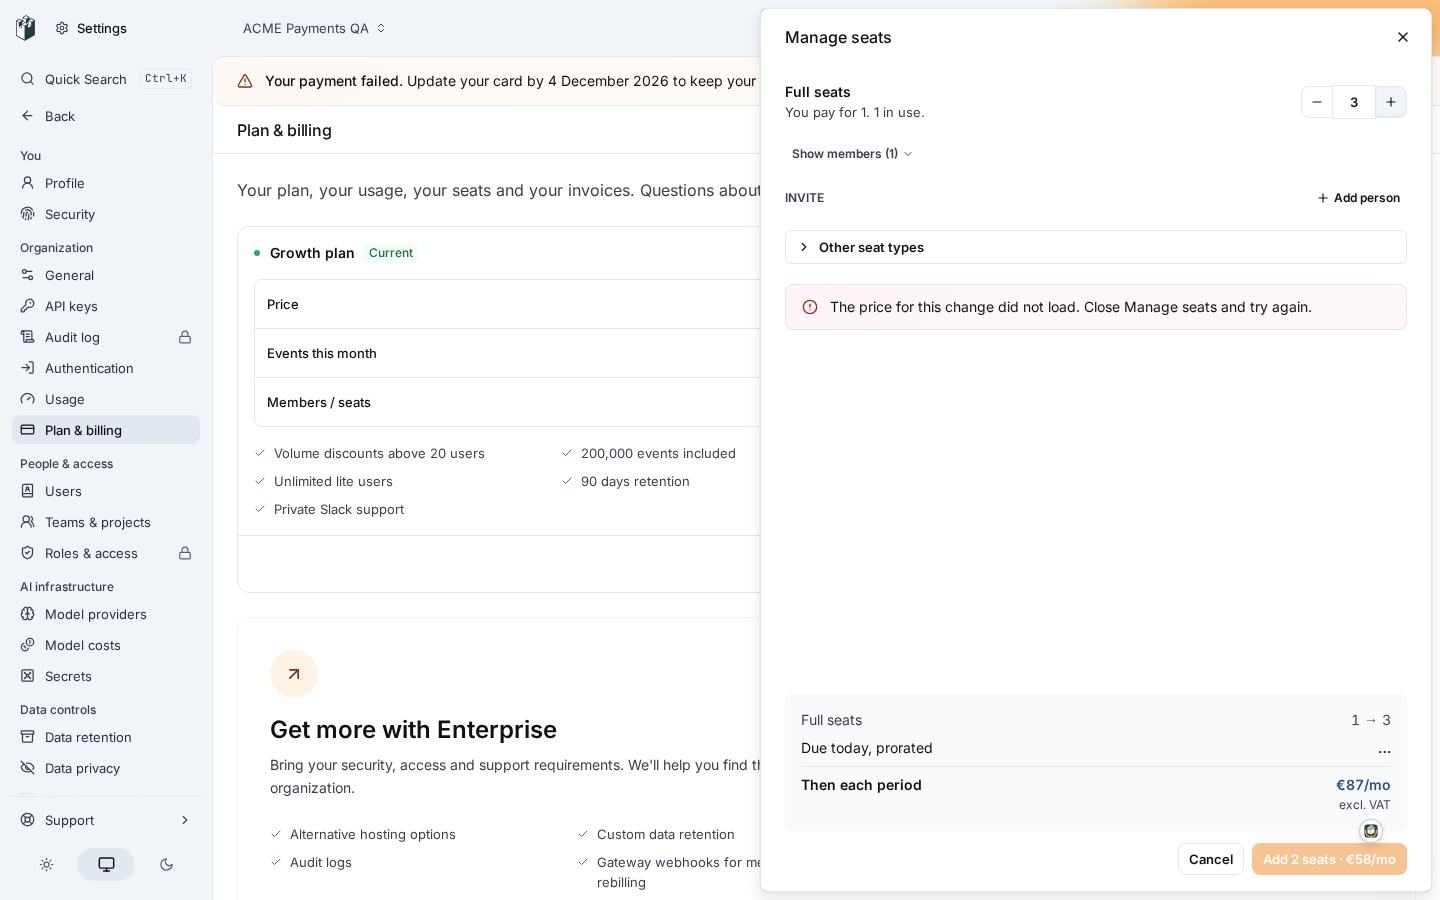 Settings
ACME Payments QA
Quick Search Ctrl+K
Back
You
Profile
Security
Organization
General
API keys
Audit log
Authentication
Usage
Plan & billing
People & access
Users
Teams & projects
Roles & access
AI infrastructure
Model providers
Model costs
Secrets
Data controls
Data retention
Data privacy
Support
Your payment failed. Update your card by 4 December 2026 to keep your
Plan & billing
Your plan, your usage, your seats and your invoices. Questions about
Growth plan Current
Price
Events this month
Members / seats
Volume discounts above 20 users
200,000 events included
Unlimited lite users
90 days retention
Private Slack support
Get more with Enterprise
Bring your security, access and support requirements. We'll help you find th
organization.
Alternative hosting options
Custom data retention
Audit logs
Gateway webhooks for me
rebilling
Manage seats
Full seats
You pay for 1. 1 in use.
3
Show members (1)
INVITE
Add person
Other seat types
The price for this change did not load. Close Manage seats and try again.
Full seats 1 → 3
Due today, prorated ...
Then each period €87/mo
excl. VAT
Cancel
Add 2 seats · €58/mo